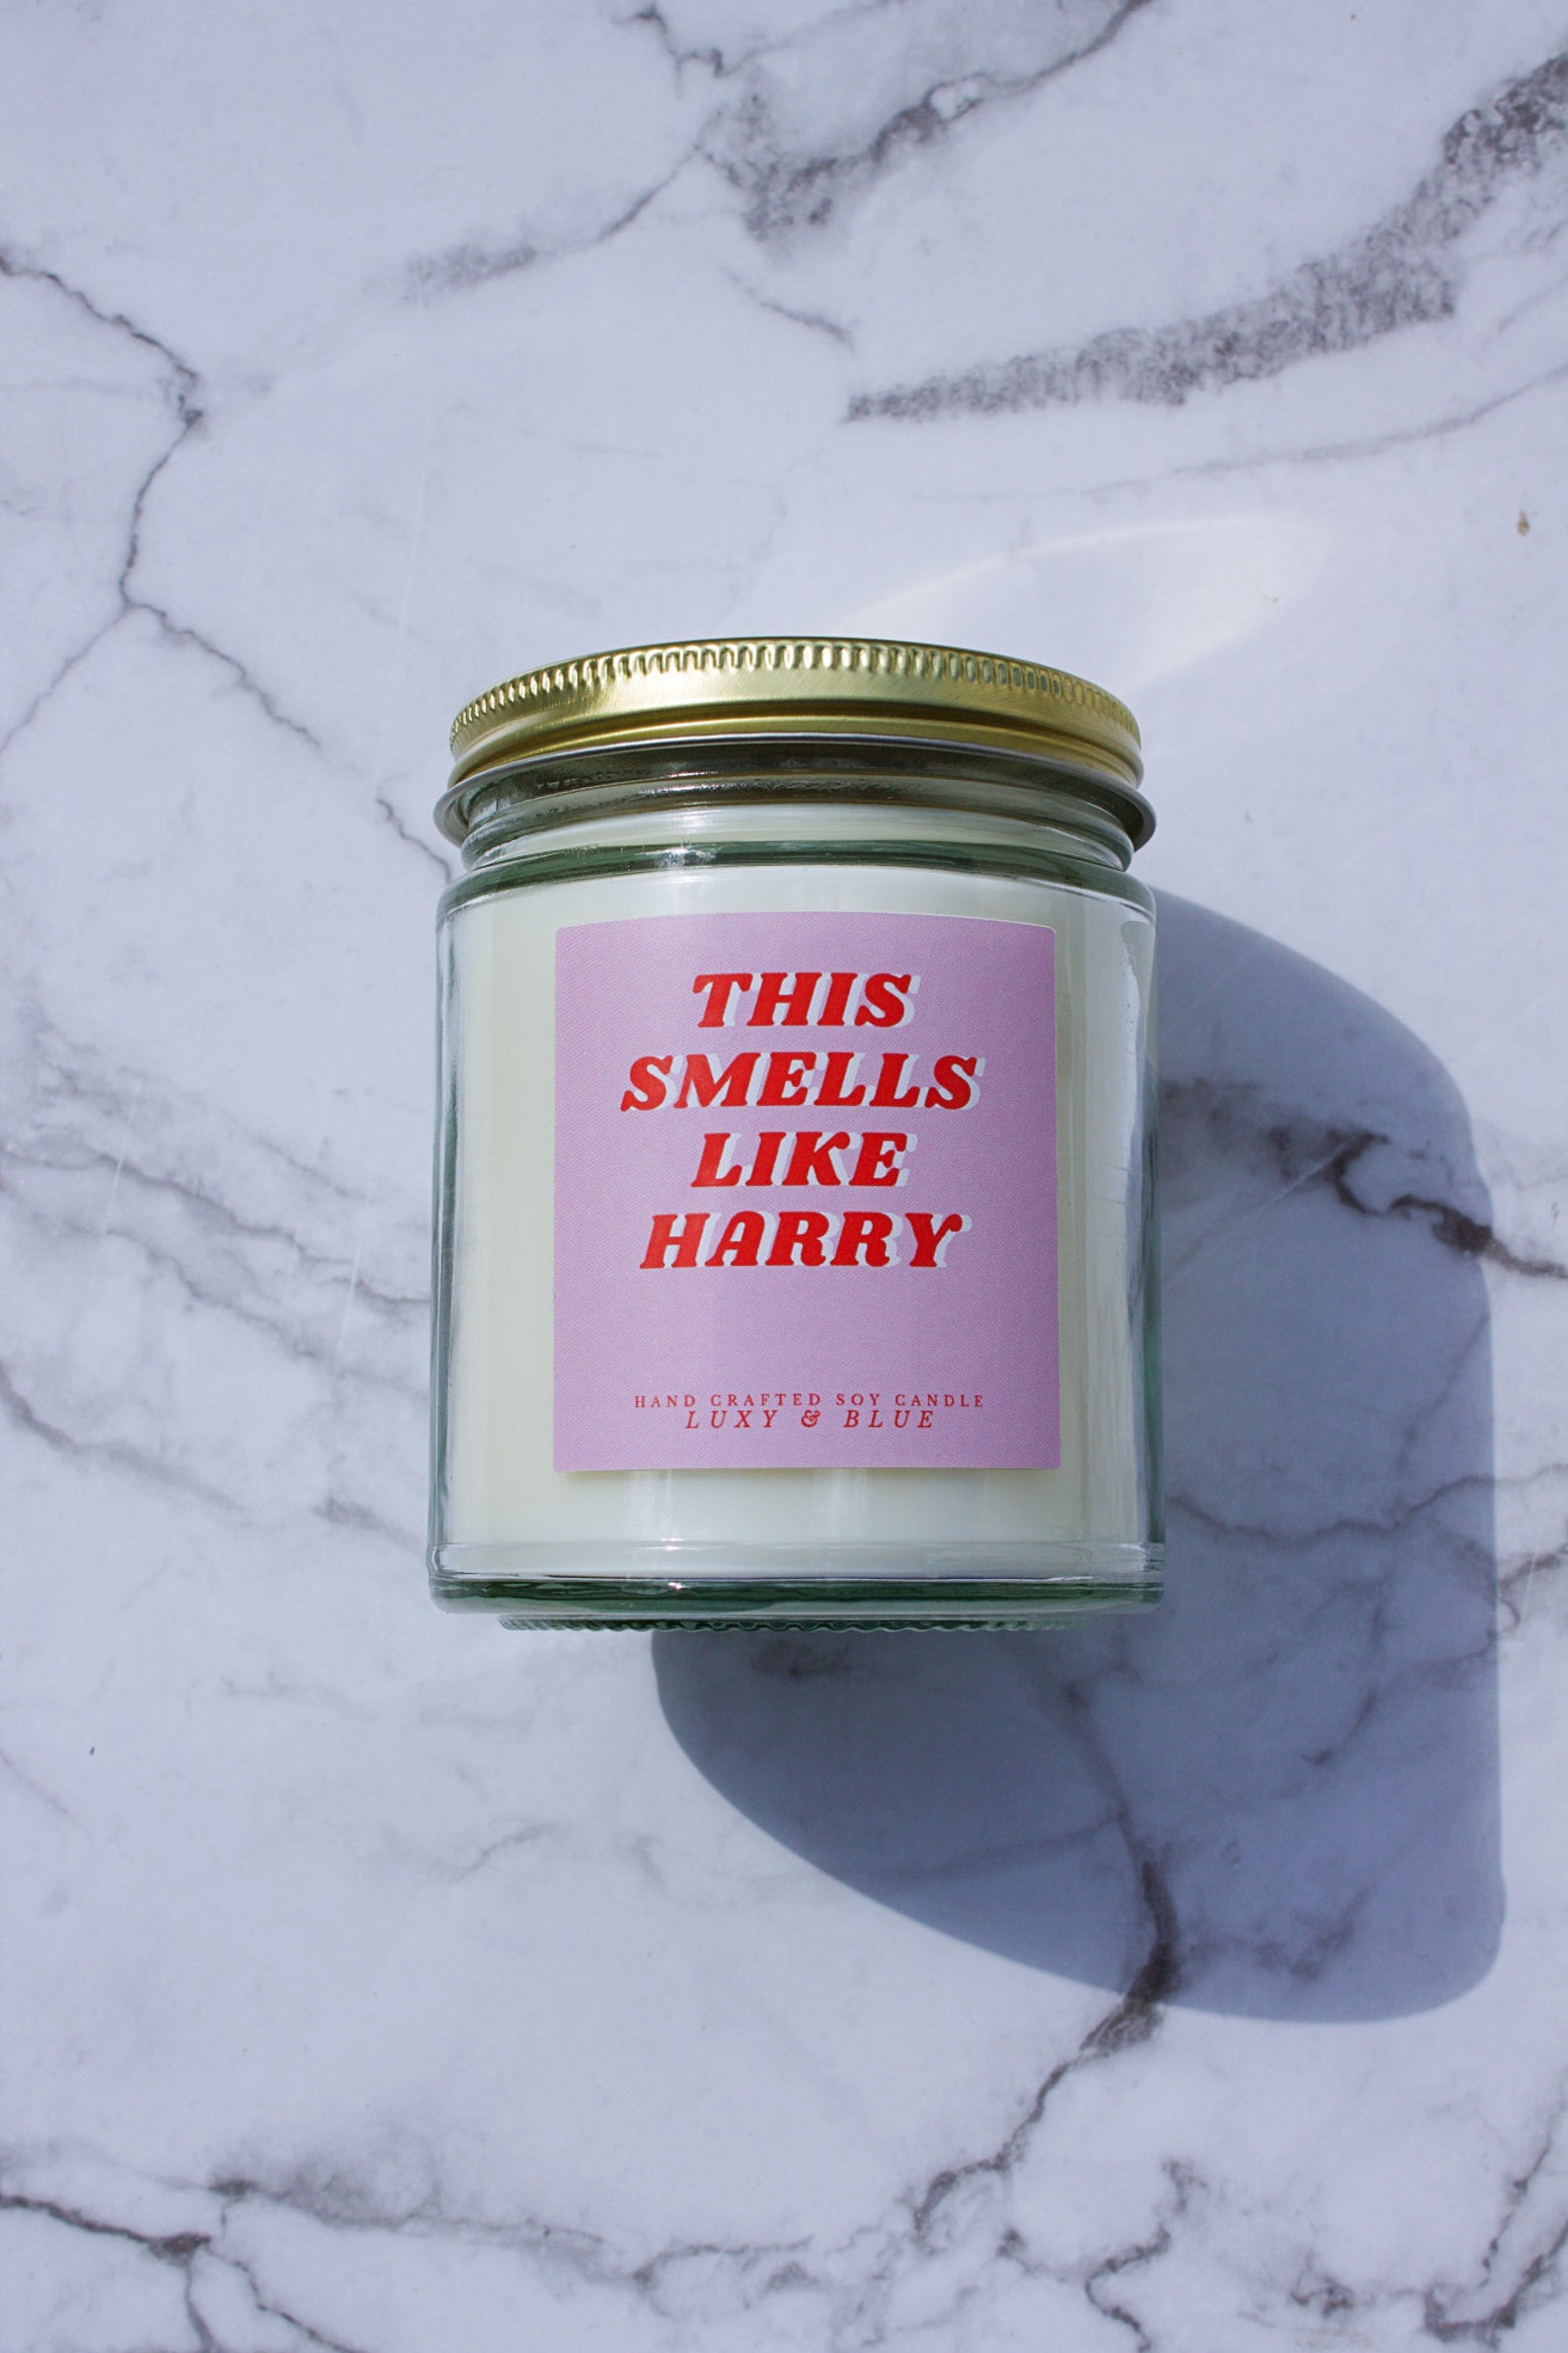 THIS
SMELLS
LIKE
HARRY
HAND CRAFTED SOY CANDLE
LUXY & BLUE